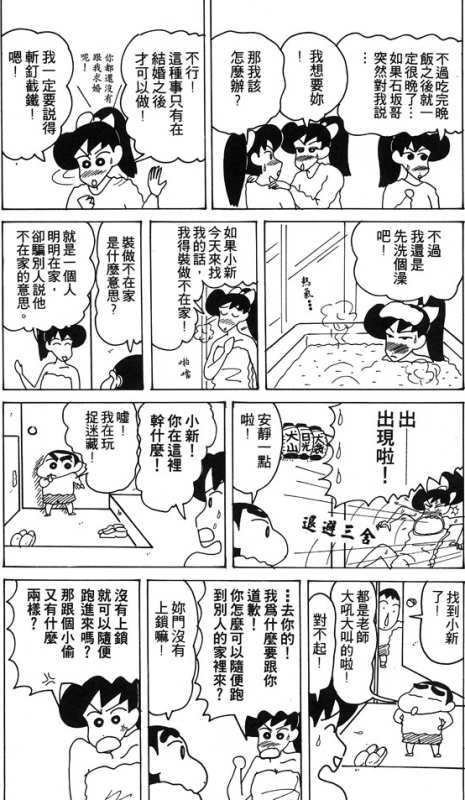 不過吃完晚
飯之後就一
定很晚了⋯
如果石坂哥
突然對我說
⋯
我想要妳
！
那我該
怎麼辦？
不行！
這種事只有在
結婚之後
才可以做！
你都還沒有
跟我求婚
呢！
我一定要說得
斬釘截鐵！
嗯！
不過
我還是
先洗個澡
吧！
熱氣⋯
如果小新
今天來找
我的話，
我得裝做不在家！
啪噹
裝做不在家
是什麼意思？
就是一個人
明明在家，
卻騙別人說他
不在家的意思。
——出現啦！
退避三舍
安靜一點
啦！
小新！
你在這裡
幹什麼！
噓！
我在玩
捉迷藏！
找到小新
了！
都是老師
大吼大叫的啦！
對不起！
⋯去你的！
我爲什麼要跟你
道歉！
你怎麼可以隨便跑
到別人的家裡來？
妳門沒有
上鎖嘛！
沒有上鎖
就可以隨便
跑進來嗎？
那跟個小偷
又有什麼
兩樣？